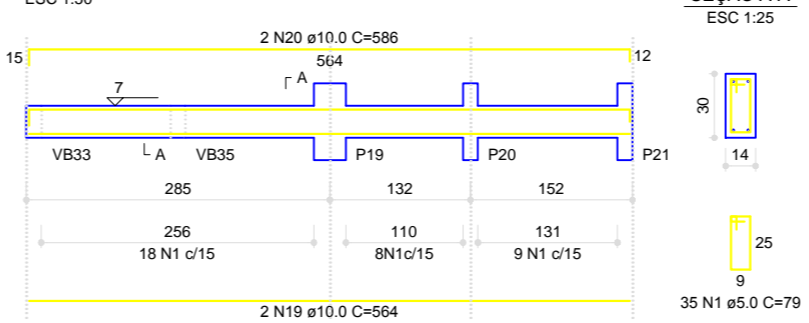 ESC 1:25
2 N20 ø10.0 C=586
15
564
12
A
7
30
VB33
A
VB35
P19
P20
P21
14
285
132
152
256
110
131
18 N1 c/15
8N1c/15
9 N1 c/15
25
9
35 N1 ø5.0 C=79
2 N19 ø10.0 C=564